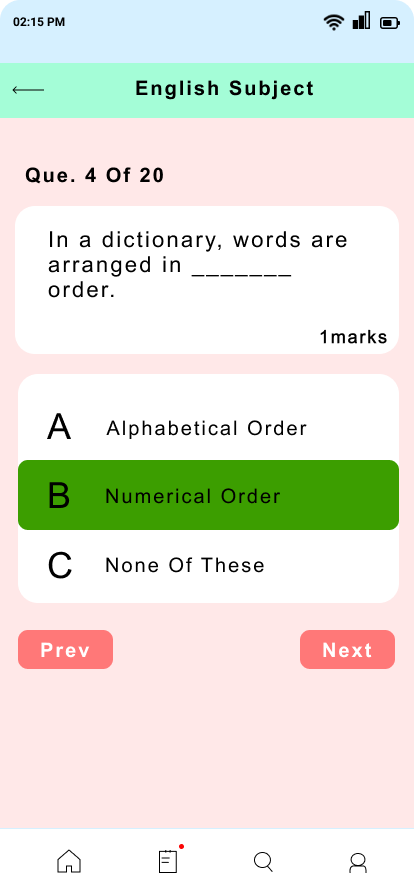 02:15 PM
English Subject
Que. 4 Of 20
In a dictionary, words are
arranged in _______
order.
1marks
A Alphabetical Order
B Numerical Order
C None Of These
Prev Next